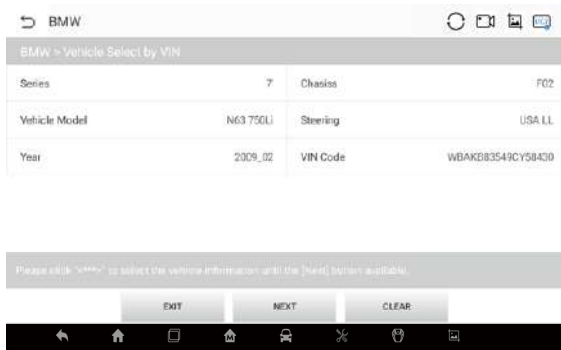 BMW
BMW > Vehicle Select by VIN
Series 7' Chasiss F02
Vehicle Model N63 750Li Steering USA LL
Year 2009_02 VIN Code WBAKB83549CY58430
Please click '<***>' to select the vehicle information until the [Next] button available.
EXIT NEXT CLEAR